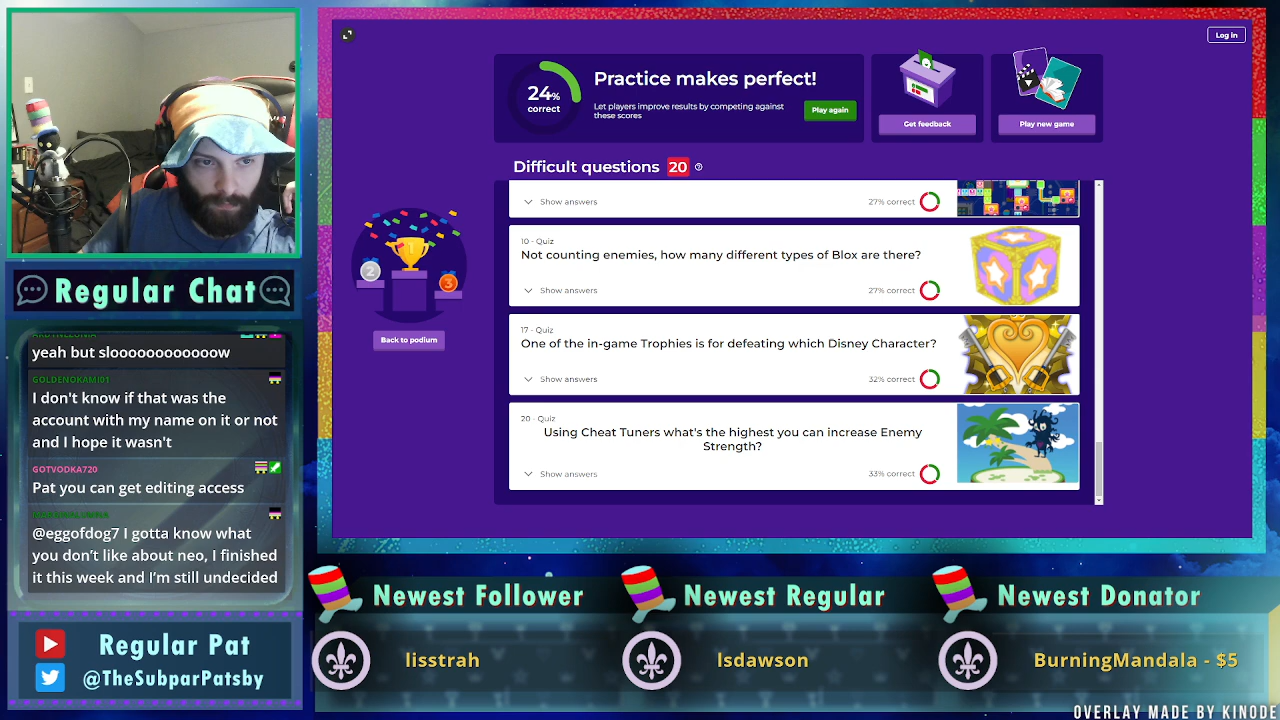 Regular Chat
yeah but slooooooooooooow
GOLDENOKAMI01
I don't know if that was the
account with my name on it or not
and I hope it wasn't
GOTVODKA720
Pat you can get editing access
@eggofdog7 I gotta know what
you don't like about neo, I finished
it this week and I'm still undecided
Regular Pat
@TheSubparPatsby
Log in
24% correct
Practice makes perfect!
Let players improve results by competing against
these scores
Play again
Get feedback
Play new game
Difficult questions 20
1
2
3
Back to podium
Show answers
27% correct
10 - Quiz
Not counting enemies, how many different types of Blox are there?
Show answers
27% correct
17 - Quiz
One of the in-game Trophies is for defeating which Disney Character?
Show answers
32% correct
20 - Quiz
Using Cheat Tuners what's the highest you can increase Enemy
Strength?
Show answers
33% correct
Newest Follower
Newest Regular
Newest Donator
lisstrah
lsdawson
BurningMandala - $5
OVERLAY MADE BY KINODE